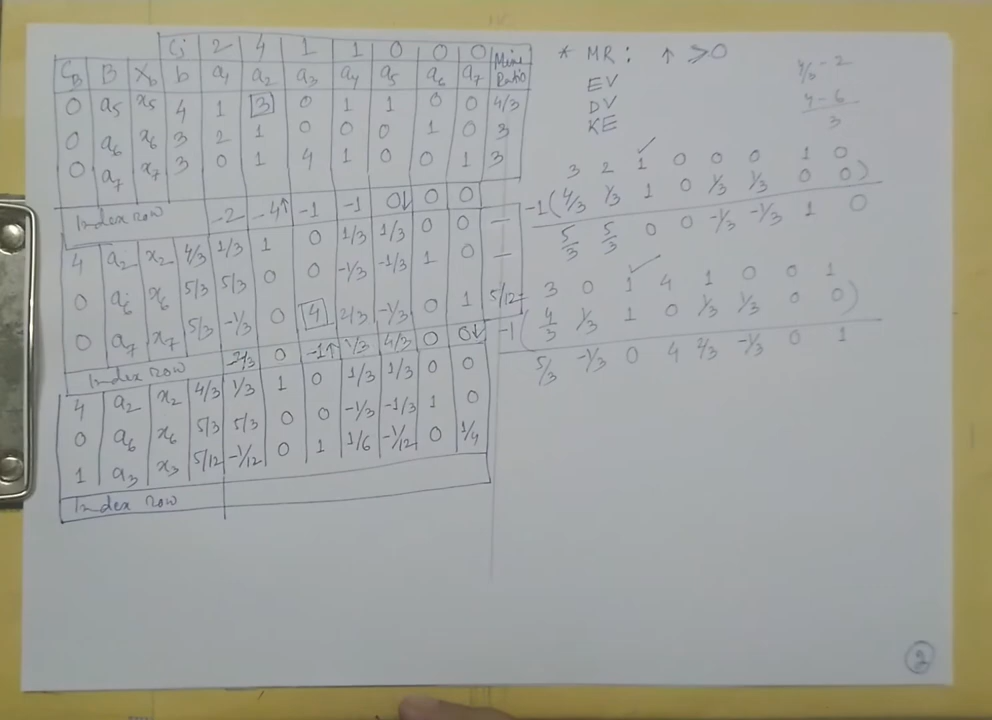 Cj 2 4 1 1 0 0 0 Mini Ratio
CB B Xb b a1 a2 a3 a4 a5 a6 a7
0 a5 x5 4 1 3 0 1 1 0 0 4/3
0 a6 x6 3 2 1 0 0 0 1 0 3
0 a7 x7 3 0 1 4 1 0 0 1 3
Index row -2 -4↑ -1 -1 0↓ 0 0
4 a2 x2 4/3 1/3 1 0 1/3 1/3 0 0 —
0 a6 x6 5/3 5/3 0 0 -1/3 -1/3 1 0 —
0 a7 x7 5/3 -1/3 0 4 2/3 -1/3 0 1 5/12
Index row -2/3 0 -1↑ 1/3 4/3 0 0↓
4 a2 x2 4/3 1/3 1 0 1/3 1/3 0 0
0 a6 x6 5/3 5/3 0 0 -1/3 -1/3 1 0
1 a3 x3 5/12 -1/12 0 1 1/6 -1/12 0 1/4
Index row
* MR: ↑ >0
EV
DV
KE
4/3 - 2
4 - 6
3
3 2 1 0 0 0 1 0
-1(4/3 1/3 1 0 1/3 1/3 0 0)
5/3 5/3 0 0 -1/3 -1/3 1 0
3 0 1 4 1 0 0 1
-1(4/3 1/3 1 0 1/3 1/3 0 0)
5/3 -1/3 0 4 2/3 -1/3 0 1
2